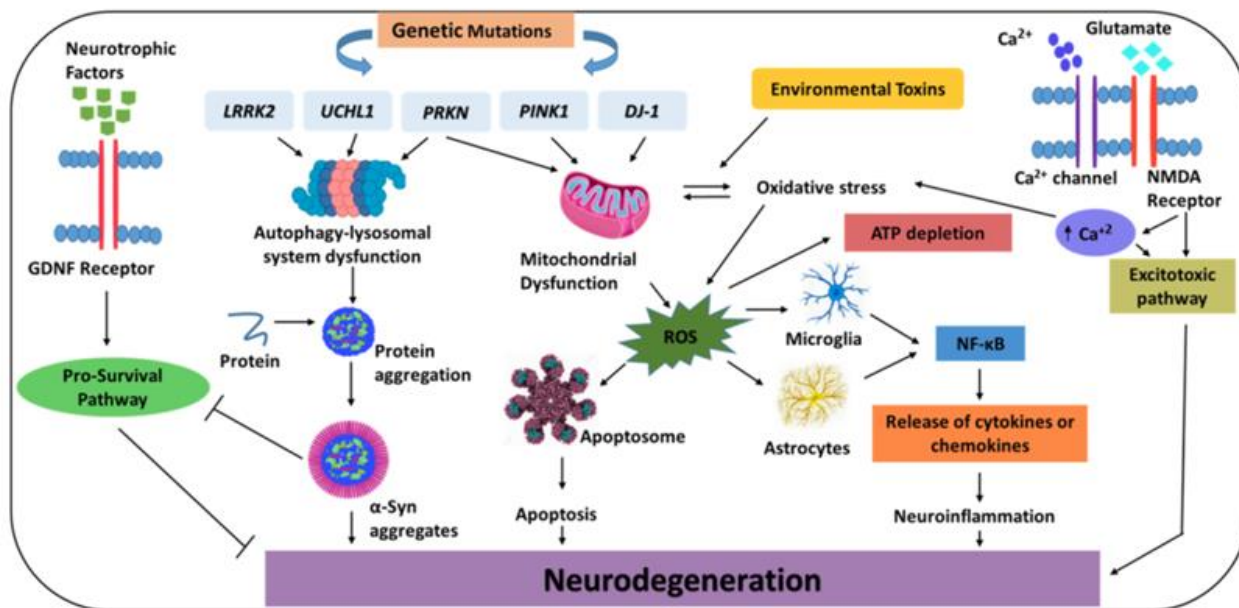 Genetic Mutations
Neurotrophic
Factors
Ca2+
Glutamate
Environmental Toxins
LRRK2
UCHL1
PRKN
PINK1
DJ-1
Ca2+ channel
NMDA
Receptor
Oxidative stress
GDNF Receptor
Autophagy-lysosomal
system dysfunction
Mitochondrial
Dysfunction
ATP depletion
↑ Ca+2
Excitotoxic
pathway
Protein
Protein
aggregation
ROS
Microglia
NF-κB
Pro-Survival
Pathway
Apoptosome
Astrocytes
Release of cytokines or
chemokines
α-Syn
aggregates
Apoptosis
Neuroinflammation
Neurodegeneration